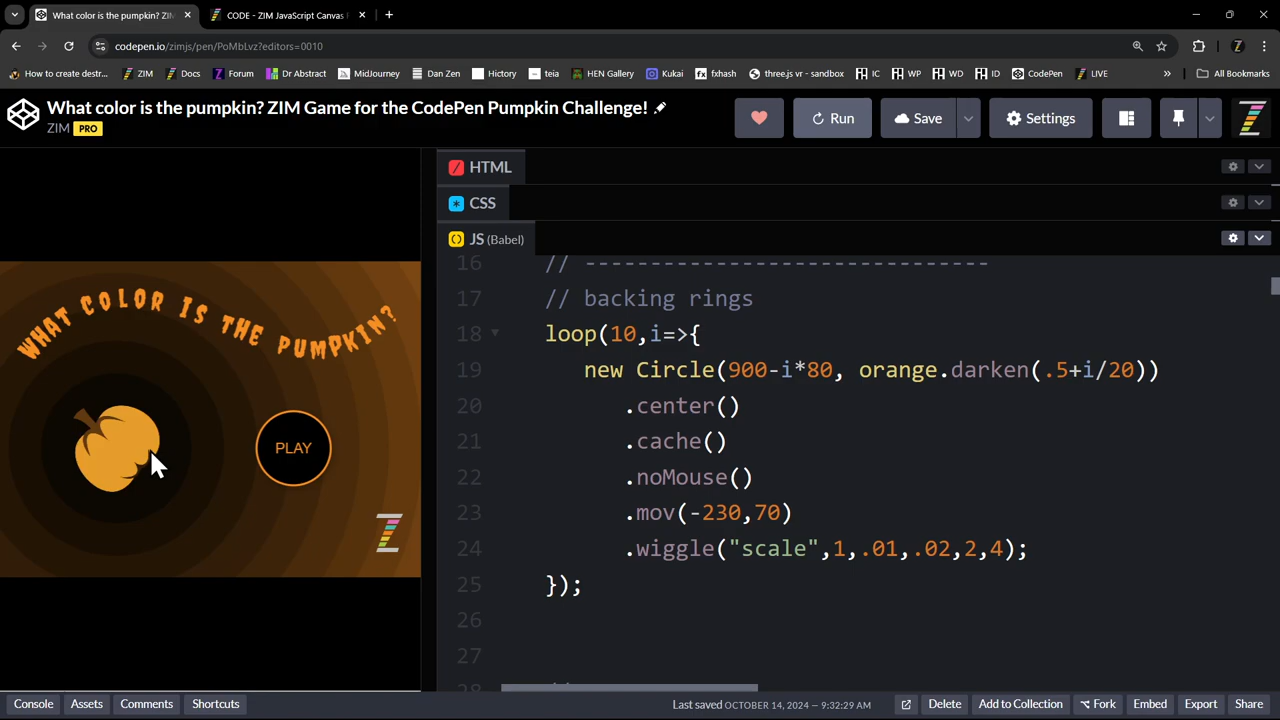 What color is the pumpkin? ZIM
CODE - ZIM JavaScript Canvas
codepen.io/zimjs/pen/PoMbLvz?editors=0010
How to create destr... ZIM Docs Forum Dr Abstract MidJourney Dan Zen Hictory teia HEN Gallery Kukai fxhash three.js vr - sandbox IC WP WD ID CodePen LIVE » All Bookmarks
What color is the pumpkin? ZIM Game for the CodePen Pumpkin Challenge!
ZIM PRO
Run Save Settings
HTML
CSS
JS (Babel)
WHAT COLOR IS THE PUMPKIN?
PLAY
16 // -------------------------------
17 // backing rings
18 loop(10,i=>{
19 new Circle(900-i*80, orange.darken(.5+i/20))
20 .center()
21 .cache()
22 .noMouse()
23 .mov(-230,70)
24 .wiggle("scale",1,.01,.02,2,4);
25 });
26
27
Console Assets Comments Shortcuts Last saved OCTOBER 14, 2024 — 9:32:29 AM Delete Add to Collection Fork Embed Export Share